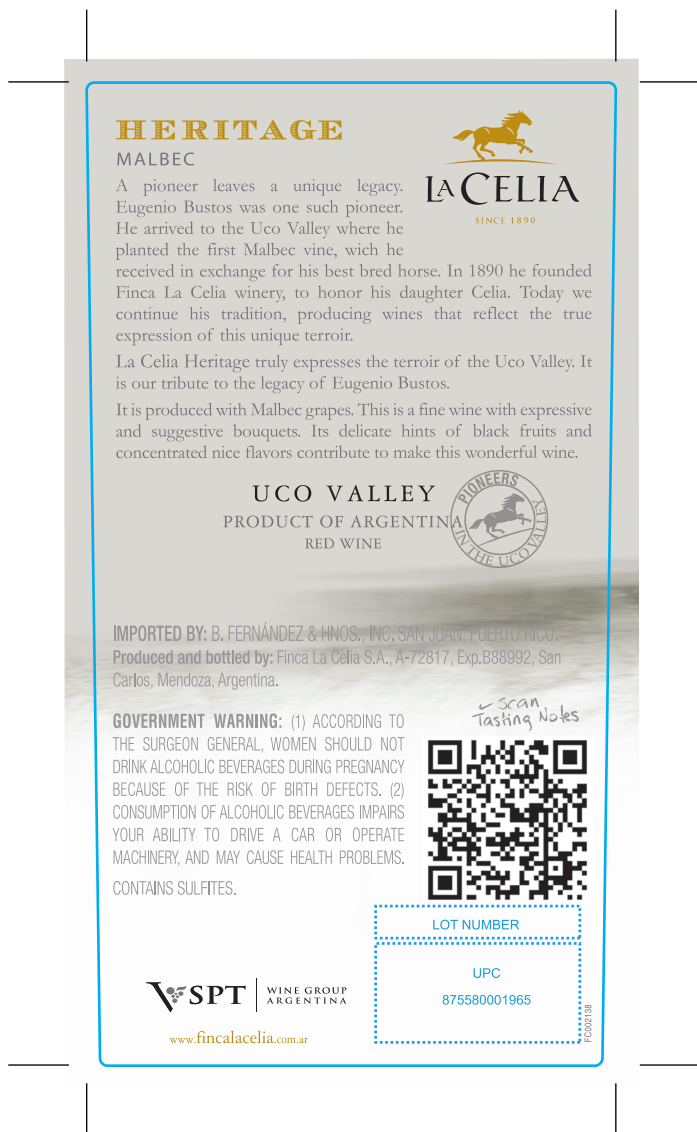 HERITAGE
MALBEC
LA CELIA
SINCE 1890
A pioneer leaves a unique legacy.
Eugenio Bustos was one such pioneer.
He arrived to the Uco Valley where he
planted the first Malbec vine, wich he
received in exchange for his best bred horse. In 1890 he founded
Finca La Celia winery, to honor his daughter Celia. Today we
continue his tradition, producing wines that reflect the true
expression of this unique terroir.
La Celia Heritage truly expresses the terroir of the Uco Valley. It
is our tribute to the legacy of Eugenio Bustos.
It is produced with Malbec grapes. This is a fine wine with expressive
and suggestive bouquets. Its delicate hints of black fruits and
concentrated nice flavors contribute to make this wonderful wine.
UCO VALLEY
PRODUCT OF ARGENTINA
RED WINE
PIONEERS
IN THE UCO VALLEY
IMPORTED BY: B. FERNÁNDEZ & HNOS., INC. SAN JUAN, PUERTO RICO.
Produced and bottled by: Finca La Celia S.A., A-72817, Exp.B88992, San
Carlos, Mendoza, Argentina.
Scan
Tasting Notes
GOVERNMENT WARNING: (1) ACCORDING TO
THE SURGEON GENERAL, WOMEN SHOULD NOT
DRINK ALCOHOLIC BEVERAGES DURING PREGNANCY
BECAUSE OF THE RISK OF BIRTH DEFECTS. (2)
CONSUMPTION OF ALCOHOLIC BEVERAGES IMPAIRS
YOUR ABILITY TO DRIVE A CAR OR OPERATE
MACHINERY, AND MAY CAUSE HEALTH PROBLEMS.
CONTAINS SULFITES.
LOT NUMBER
UPC
875580001965
FC002138
VSPT
WINE GROUP
ARGENTINA
www.fincalacelia.com.ar